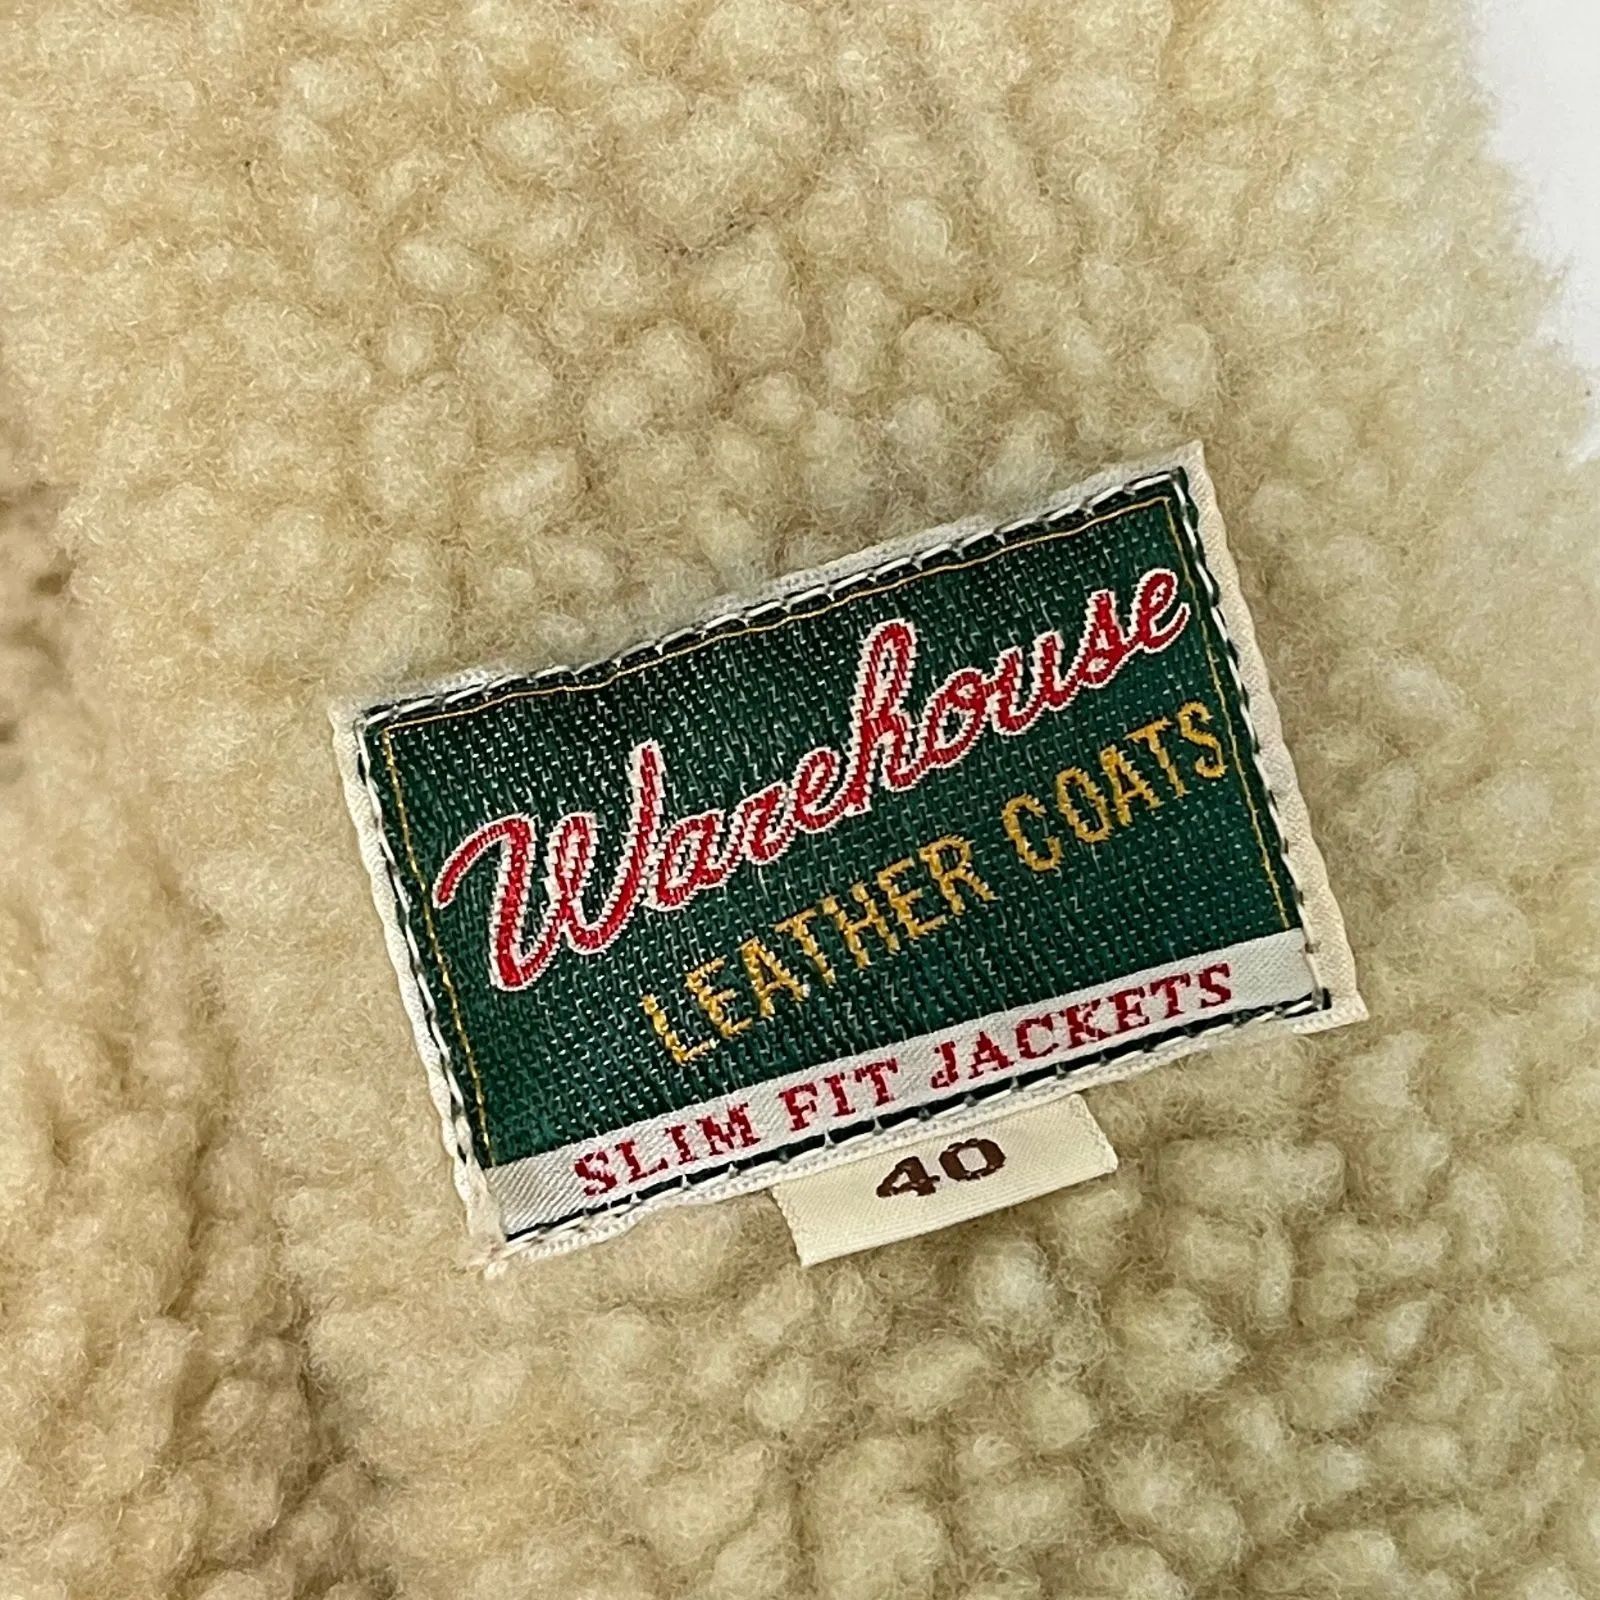 Warehouse
LEATHER COATS
SLIM FIT JACKETS
40